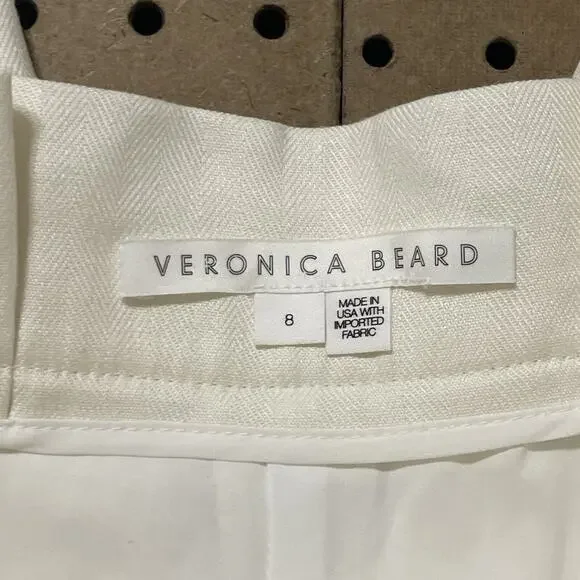 VERONICA BEARD
8
MADE IN
USA WITH
IMPORTED
FABRIC